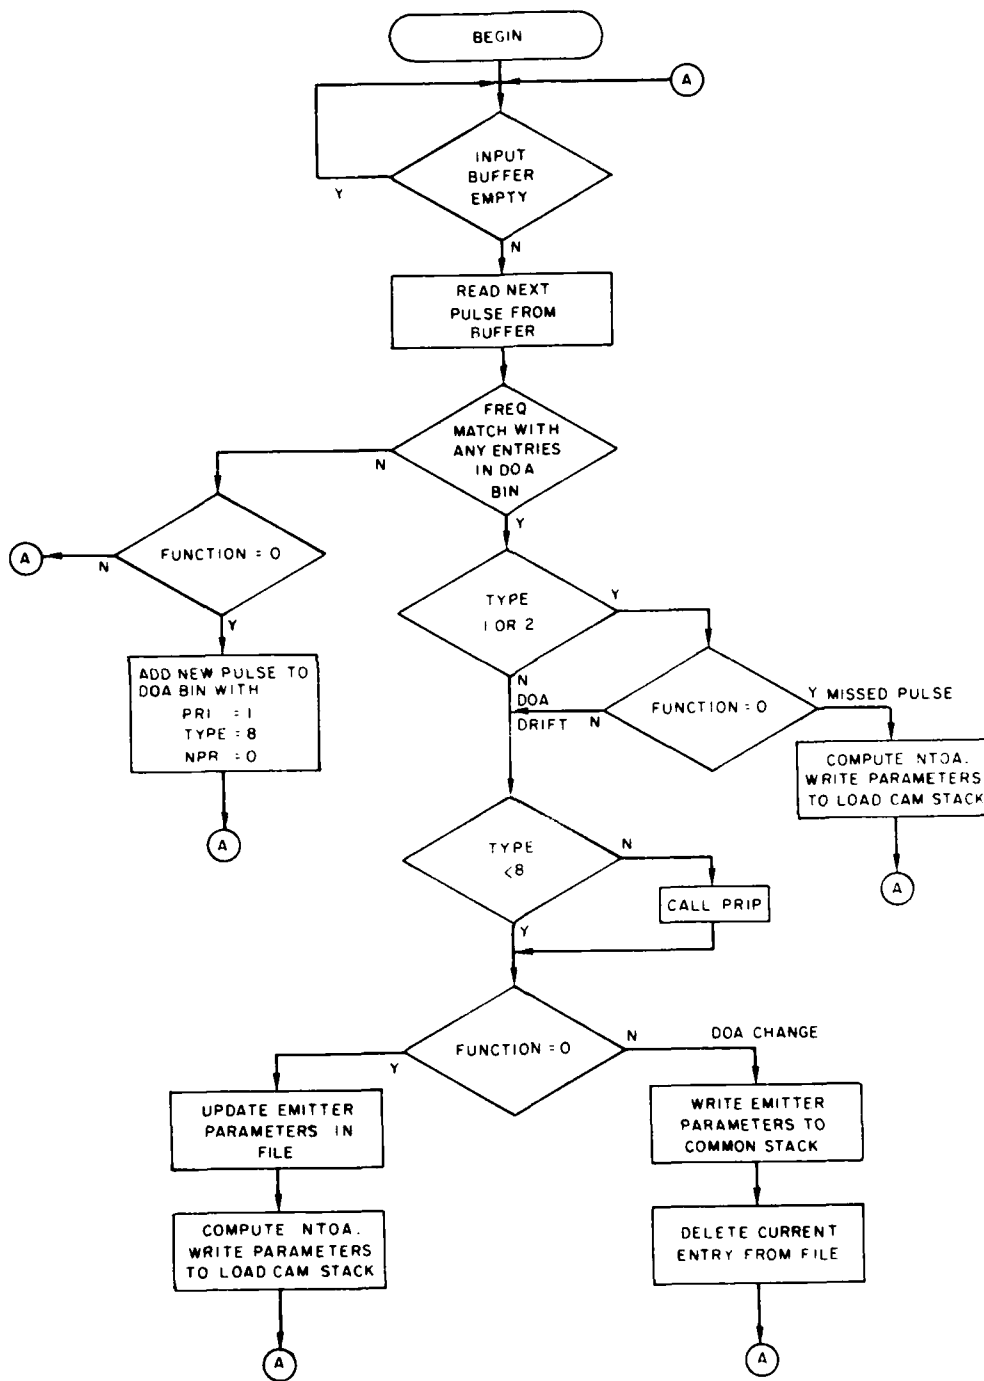 BEGIN
A
INPUT
BUFFER
EMPTY
Y
N
READ NEXT
PULSE FROM
BUFFER
FREQ
MATCH WITH
ANY ENTRIES
IN DOA
BIN
N
Y
A
N
FUNCTION = 0
Y
TYPE
1 OR 2
Y
N
ADD NEW PULSE TO
DOA BIN WITH
PRI = 1
TYPE = 8
NPR = 0
A
DOA
DRIFT
N
FUNCTION = 0
Y MISSED PULSE
COMPUTE NTOA.
WRITE PARAMETERS
TO LOAD CAM STACK
A
TYPE
<8
N
Y
CALL PRIP
FUNCTION = 0
Y
N
DOA CHANGE
UPDATE EMITTER
PARAMETERS IN
FILE
WRITE EMITTER
PARAMETERS TO
COMMON STACK
COMPUTE NTOA.
WRITE PARAMETERS
TO LOAD CAM STACK
DELETE CURRENT
ENTRY FROM FILE
A
A